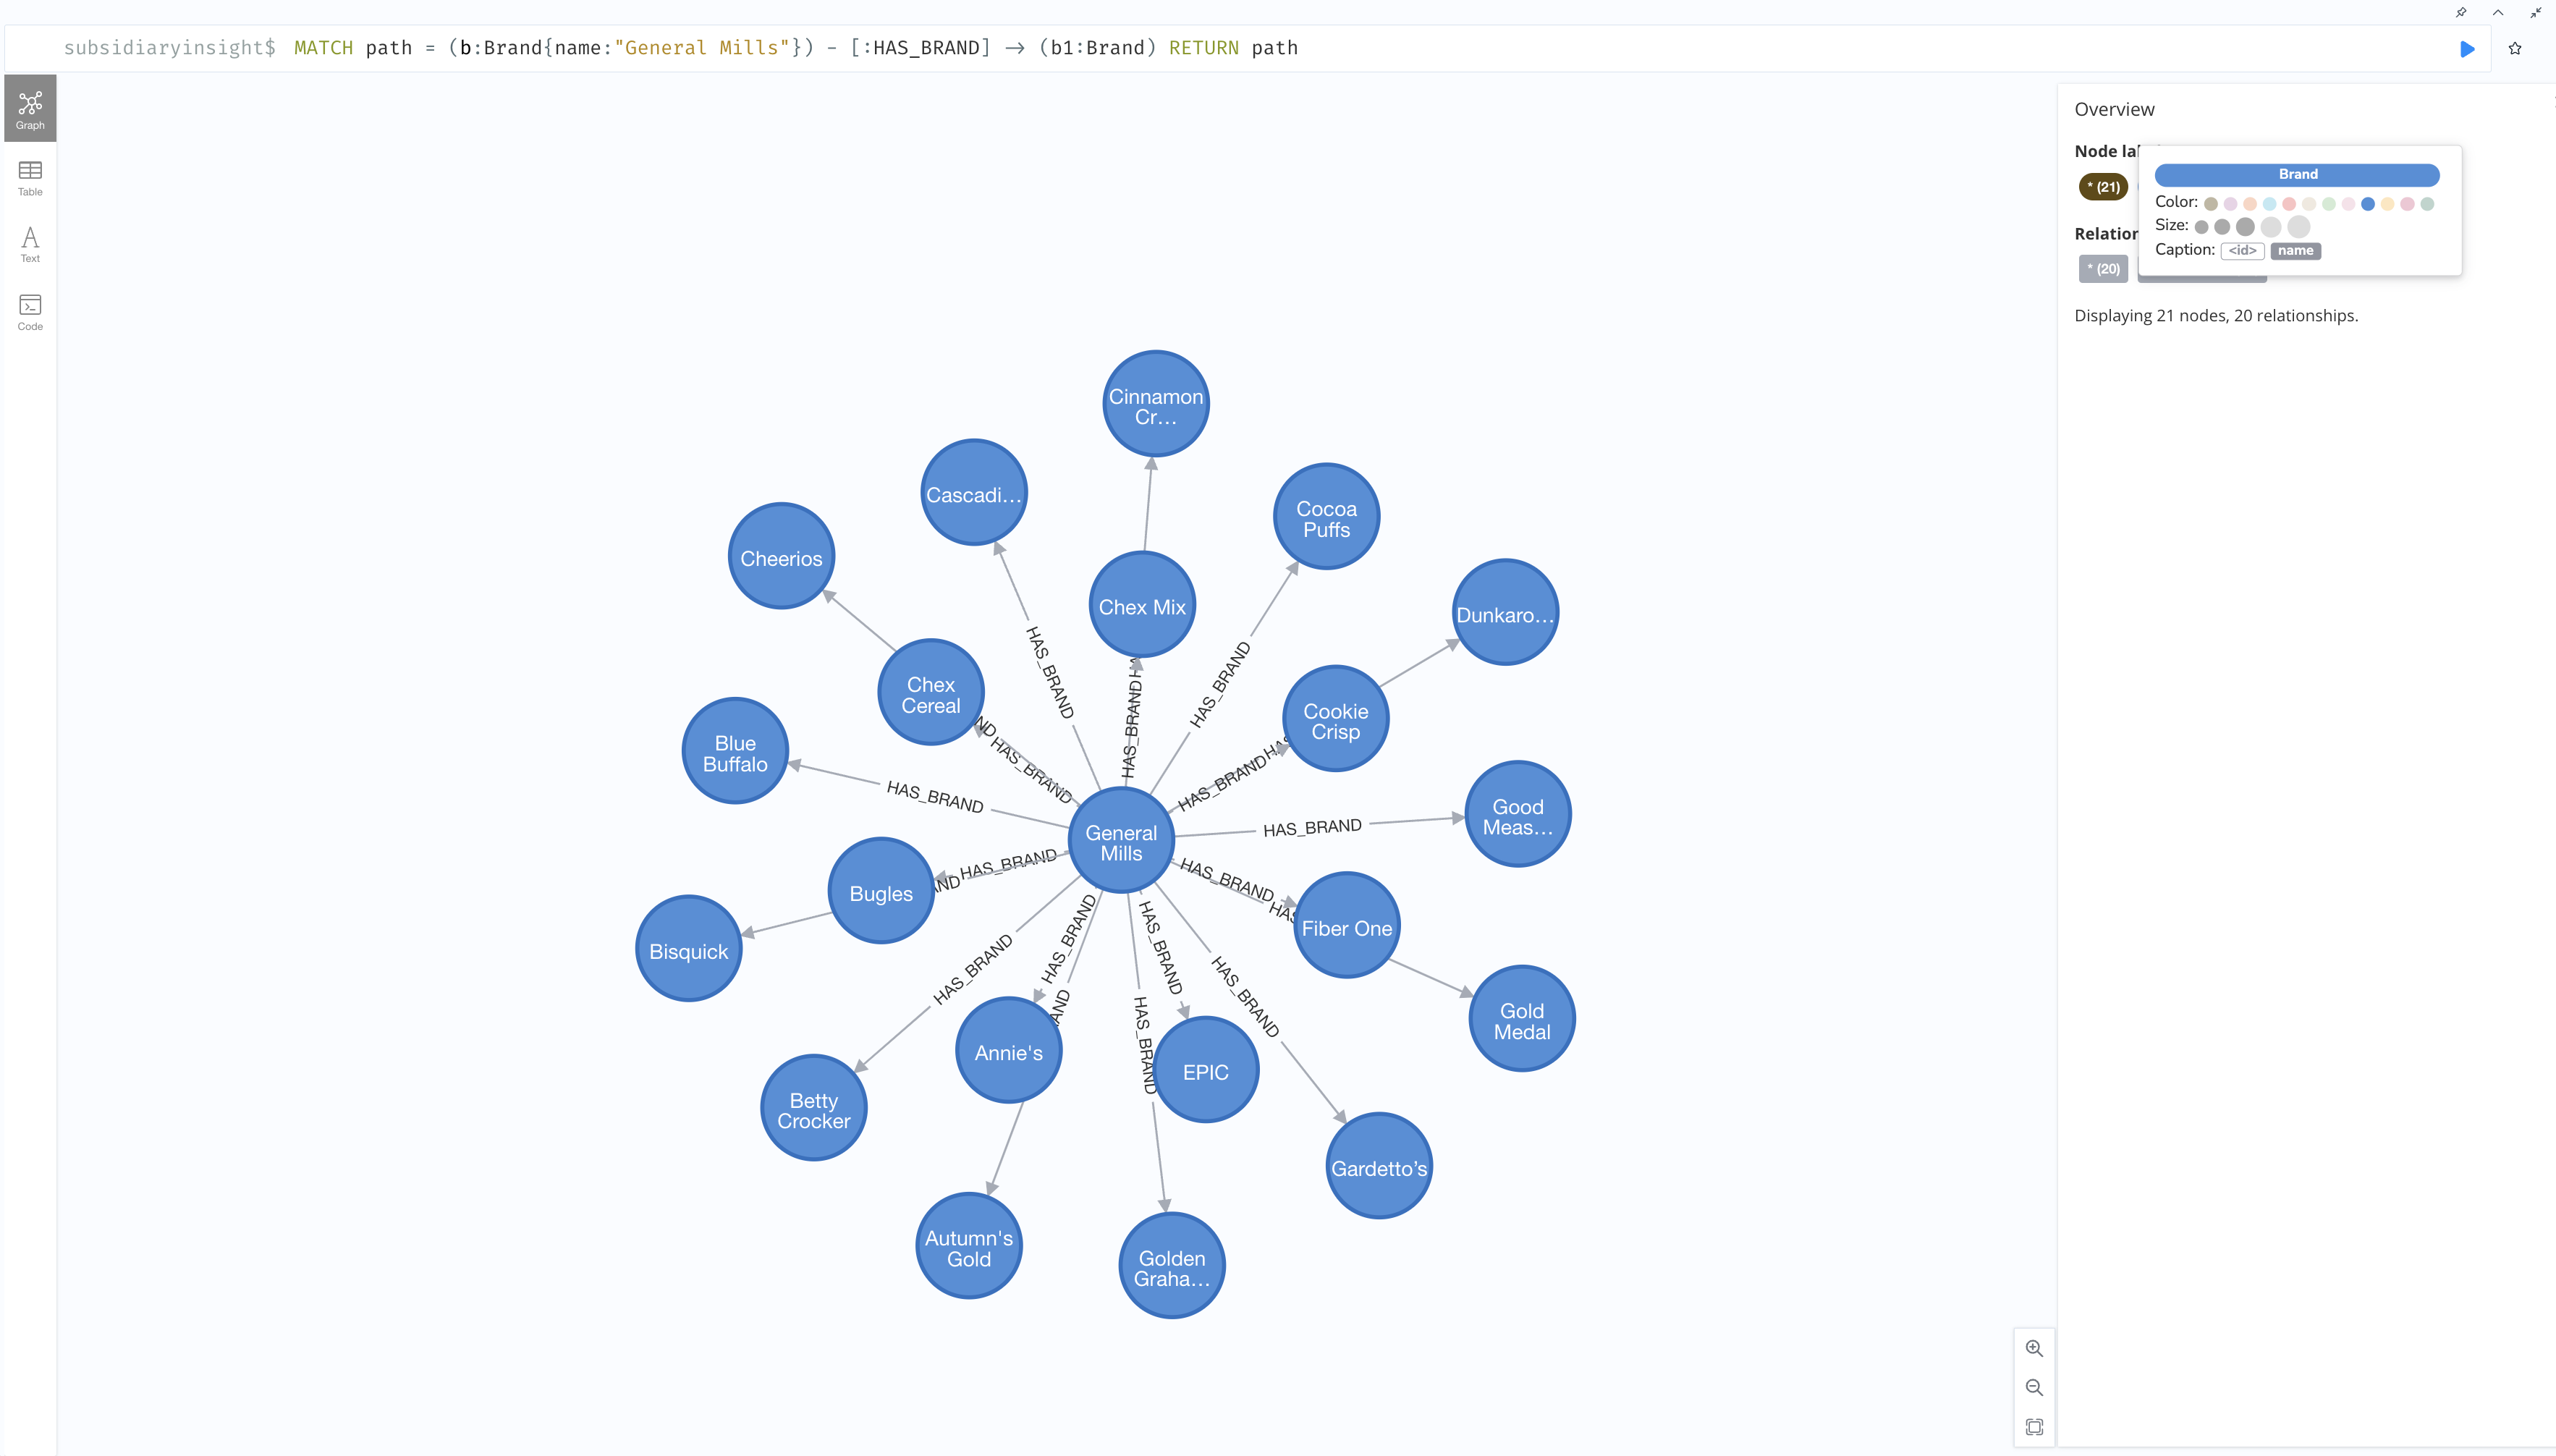 subsidiaryinsight$ MATCH path = (b:Brand{name:"General Mills"}) - [:HAS_BRAND] → (b1:Brand) RETURN path
Graph
Table
Text
Code
Overview
Node
Brand
* (21)
Color:
Size:
Caption: <id> name
* (20)
Displaying 21 nodes, 20 relationships.
Cinnamon
Cr...
Cascadi...
Cocoa
Puffs
Cheerios
Chex Mix
Dunkaro...
Chex
Cereal
HAS_BRAND
HAS_BRAND
HAS_BRAND
Cookie
Crisp
Blue
Buffalo
HAS_BRAND
HAS_BRAND
HAS_BRAND
HAS_BRAND
Good
Meas...
General
Mills
HAS_BRAND
HAS_BRAND
Bugles
HAS_BRAND
Fiber One
Bisquick
HAS_BRAND
HAS_BRAND
HAS_BRAND
HAS_BRAND
HAS_BRAND
Gold
Medal
Annie's
EPIC
Betty
Crocker
Gardetto’s
Autumn's
Gold
Golden
Graha...